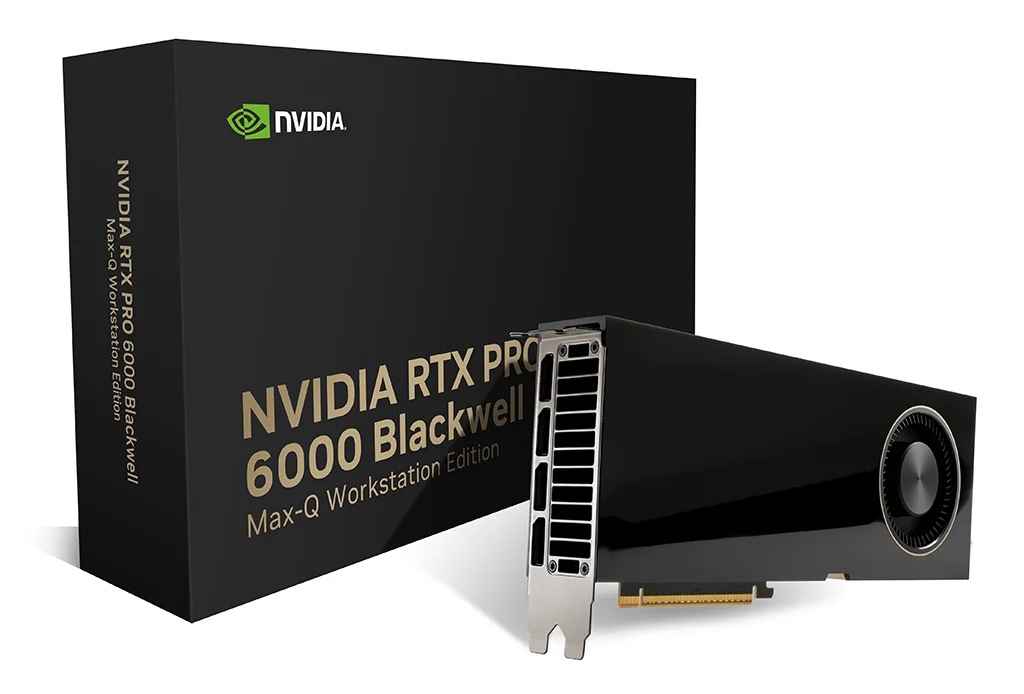 NVIDIA
NVIDIA RTX PRO 6000 Blackwell
Max-Q Workstation Edition
NVIDIA RTX PRO
6000 Blackwell
Max-Q Workstation Edition